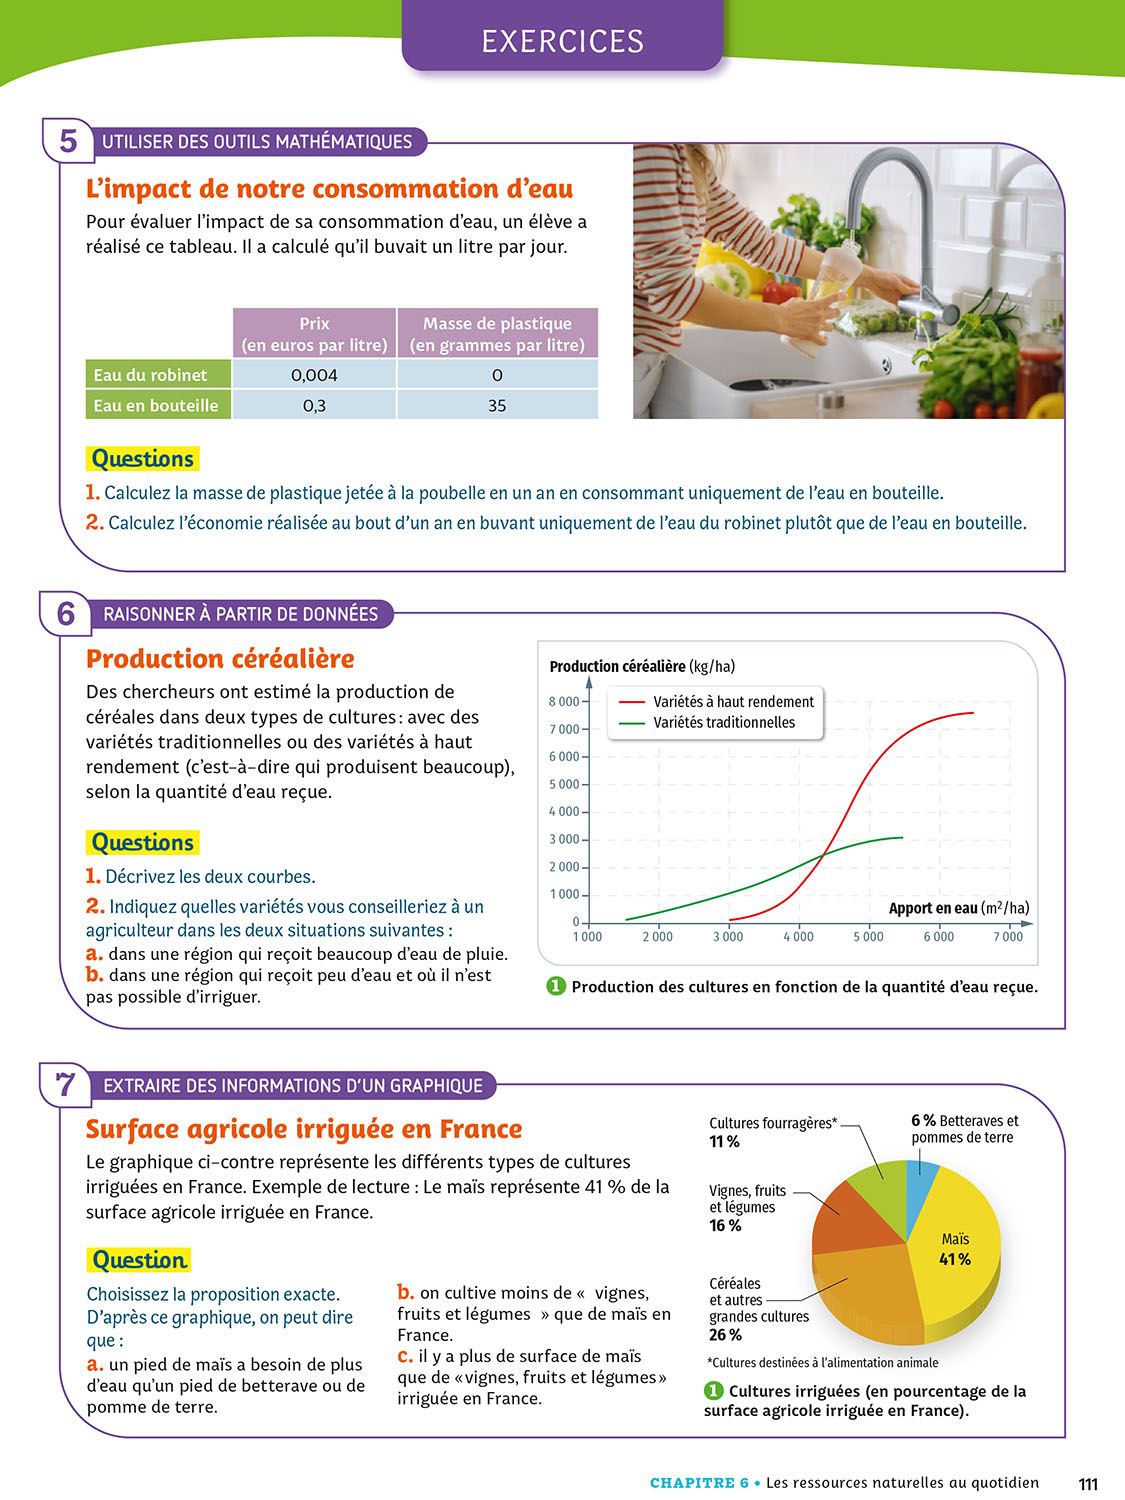 EXERCICES
5 UTILISER DES OUTILS MATHÉMATIQUES
L'impact de notre consommation d'eau
Pour évaluer l'impact de sa consommation d'eau, un élève a
réalisé ce tableau. Il a calculé qu'il buvait un litre par jour.
Prix Masse de plastique
(en euros par litre) (en grammes par litre)
Eau du robinet 0,004 0
Eau en bouteille 0,3 35
Questions
1. Calculez la masse de plastique jetée à la poubelle en un an en consommant uniquement de l'eau en bouteille.
2. Calculez l'économie réalisée au bout d'un an en buvant uniquement de l'eau du robinet plutôt que de l'eau en bouteille.
6 RAISONNER À PARTIR DE DONNÉES
Production céréalière
Des chercheurs ont estimé la production de
céréales dans deux types de cultures : avec des
variétés traditionnelles ou des variétés à haut
rendement (c'est-à-dire qui produisent beaucoup),
selon la quantité d'eau reçue.
Questions
1. Décrivez les deux courbes.
2. Indiquez quelles variétés vous conseilleriez à un
agriculteur dans les deux situations suivantes :
a. dans une région qui reçoit beaucoup d'eau de pluie.
b. dans une région qui reçoit peu d'eau et où il n'est
pas possible d'irriguer.
Production céréalière (kg/ha)
Variétés à haut rendement
Variétés traditionnelles
8 000
7 000
6 000
5 000
4 000
3 000
2 000
1 000
0
Apport en eau (m²/ha)
1 000 2 000 3 000 4 000 5 000 6 000 7 000
1 Production des cultures en fonction de la quantité d'eau reçue.
7 EXTRAIRE DES INFORMATIONS D'UN GRAPHIQUE
Surface agricole irriguée en France
Le graphique ci-contre représente les différents types de cultures
irriguées en France. Exemple de lecture : Le maïs représente 41 % de la
surface agricole irriguée en France.
Question
Choisissez la proposition exacte.
D'après ce graphique, on peut dire
que :
a. un pied de maïs a besoin de plus
d'eau qu'un pied de betterave ou de
pomme de terre.
b. on cultive moins de « vignes,
fruits et légumes » que de maïs en
France.
c. il y a plus de surface de maïs
que de «vignes, fruits et légumes»
irriguée en France.
Cultures fourragères*
11 %
6 % Betteraves et
pommes de terre
Vignes, fruits
et légumes
16 %
Maïs
41 %
Céréales
et autres
grandes cultures
26 %
*Cultures destinées à l'alimentation animale
1 Cultures irriguées (en pourcentage de la
surface agricole irriguée en France).
CHAPITRE 6 • Les ressources naturelles au quotidien 111